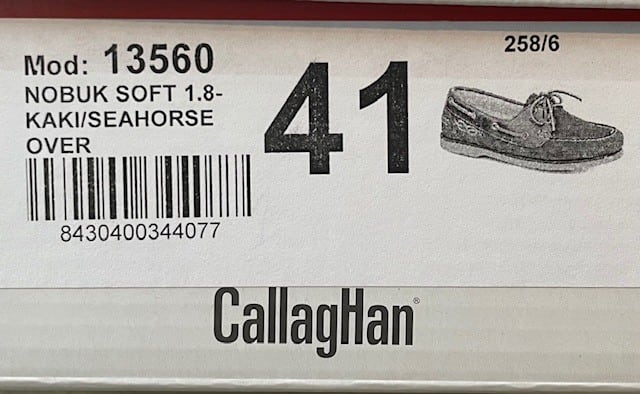 258/6
Mod: 13560
41
NOBUK SOFT 1.8-
KAKI/SEAHORSE
OVER
8430400344077
CallagHan®